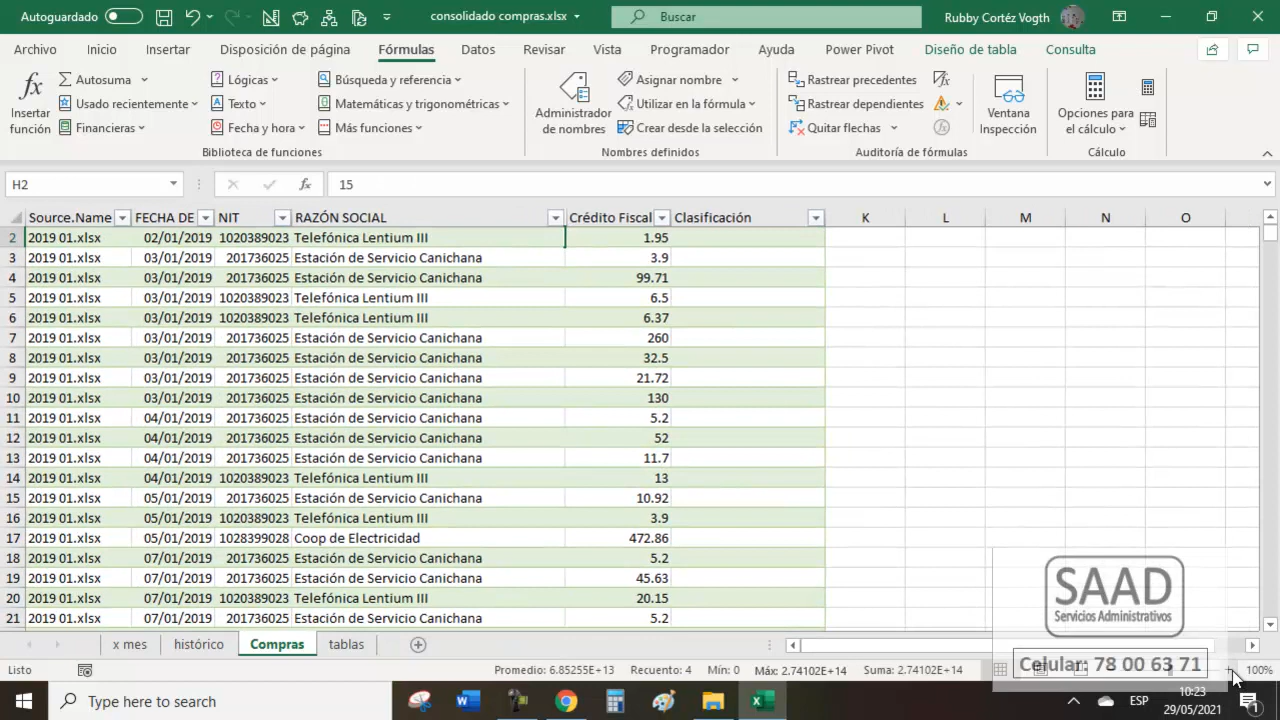 Autoguardado consolidado compras.xlsx Buscar Rubby Cortéz Vogth
Archivo Inicio Insertar Disposición de página Fórmulas Datos Revisar Vista Programador Ayuda Power Pivot Diseño de tabla Consulta
fx Insertar función
Autosuma
Usado recientemente
Financieras
Lógicas
Texto
Fecha y hora
Búsqueda y referencia
Matemáticas y trigonométricas
Más funciones
Biblioteca de funciones
Administrador de nombres
Asignar nombre
Utilizar en la fórmula
Crear desde la selección
Nombres definidos
Rastrear precedentes
Rastrear dependientes
Quitar flechas
Ventana Inspección
Auditoría de fórmulas
Opciones para el cálculo
Cálculo
H2 fx 15
Source.Name FECHA DE NIT RAZÓN SOCIAL Crédito Fiscal Clasificación K L M N O
2 2019 01.xlsx 02/01/2019 1020389023 Telefónica Lentium III 1.95
3 2019 01.xlsx 03/01/2019 201736025 Estación de Servicio Canichana 3.9
4 2019 01.xlsx 03/01/2019 201736025 Estación de Servicio Canichana 99.71
5 2019 01.xlsx 03/01/2019 1020389023 Telefónica Lentium III 6.5
6 2019 01.xlsx 03/01/2019 1020389023 Telefónica Lentium III 6.37
7 2019 01.xlsx 03/01/2019 201736025 Estación de Servicio Canichana 260
8 2019 01.xlsx 03/01/2019 201736025 Estación de Servicio Canichana 32.5
9 2019 01.xlsx 03/01/2019 201736025 Estación de Servicio Canichana 21.72
10 2019 01.xlsx 03/01/2019 201736025 Estación de Servicio Canichana 130
11 2019 01.xlsx 04/01/2019 201736025 Estación de Servicio Canichana 5.2
12 2019 01.xlsx 04/01/2019 201736025 Estación de Servicio Canichana 52
13 2019 01.xlsx 04/01/2019 201736025 Estación de Servicio Canichana 11.7
14 2019 01.xlsx 04/01/2019 1020389023 Telefónica Lentium III 13
15 2019 01.xlsx 05/01/2019 201736025 Estación de Servicio Canichana 10.92
16 2019 01.xlsx 05/01/2019 1020389023 Telefónica Lentium III 3.9
17 2019 01.xlsx 05/01/2019 1028399028 Coop de Electricidad 472.86
18 2019 01.xlsx 07/01/2019 201736025 Estación de Servicio Canichana 5.2
19 2019 01.xlsx 07/01/2019 201736025 Estación de Servicio Canichana 45.63
20 2019 01.xlsx 07/01/2019 1020389023 Telefónica Lentium III 20.15
21 2019 01.xlsx 07/01/2019 201736025 Estación de Servicio Canichana 5.2
SAAD
Servicios Administrativos
Celular: 78 00 63 71
x mes histórico Compras tablas
Listo Promedio: 6.85255E+13 Recuento: 4 Mín: 0 Máx: 2.74102E+14 Suma: 2.74102E+14 100%
Type here to search ESP 10:23
29/05/2021 1